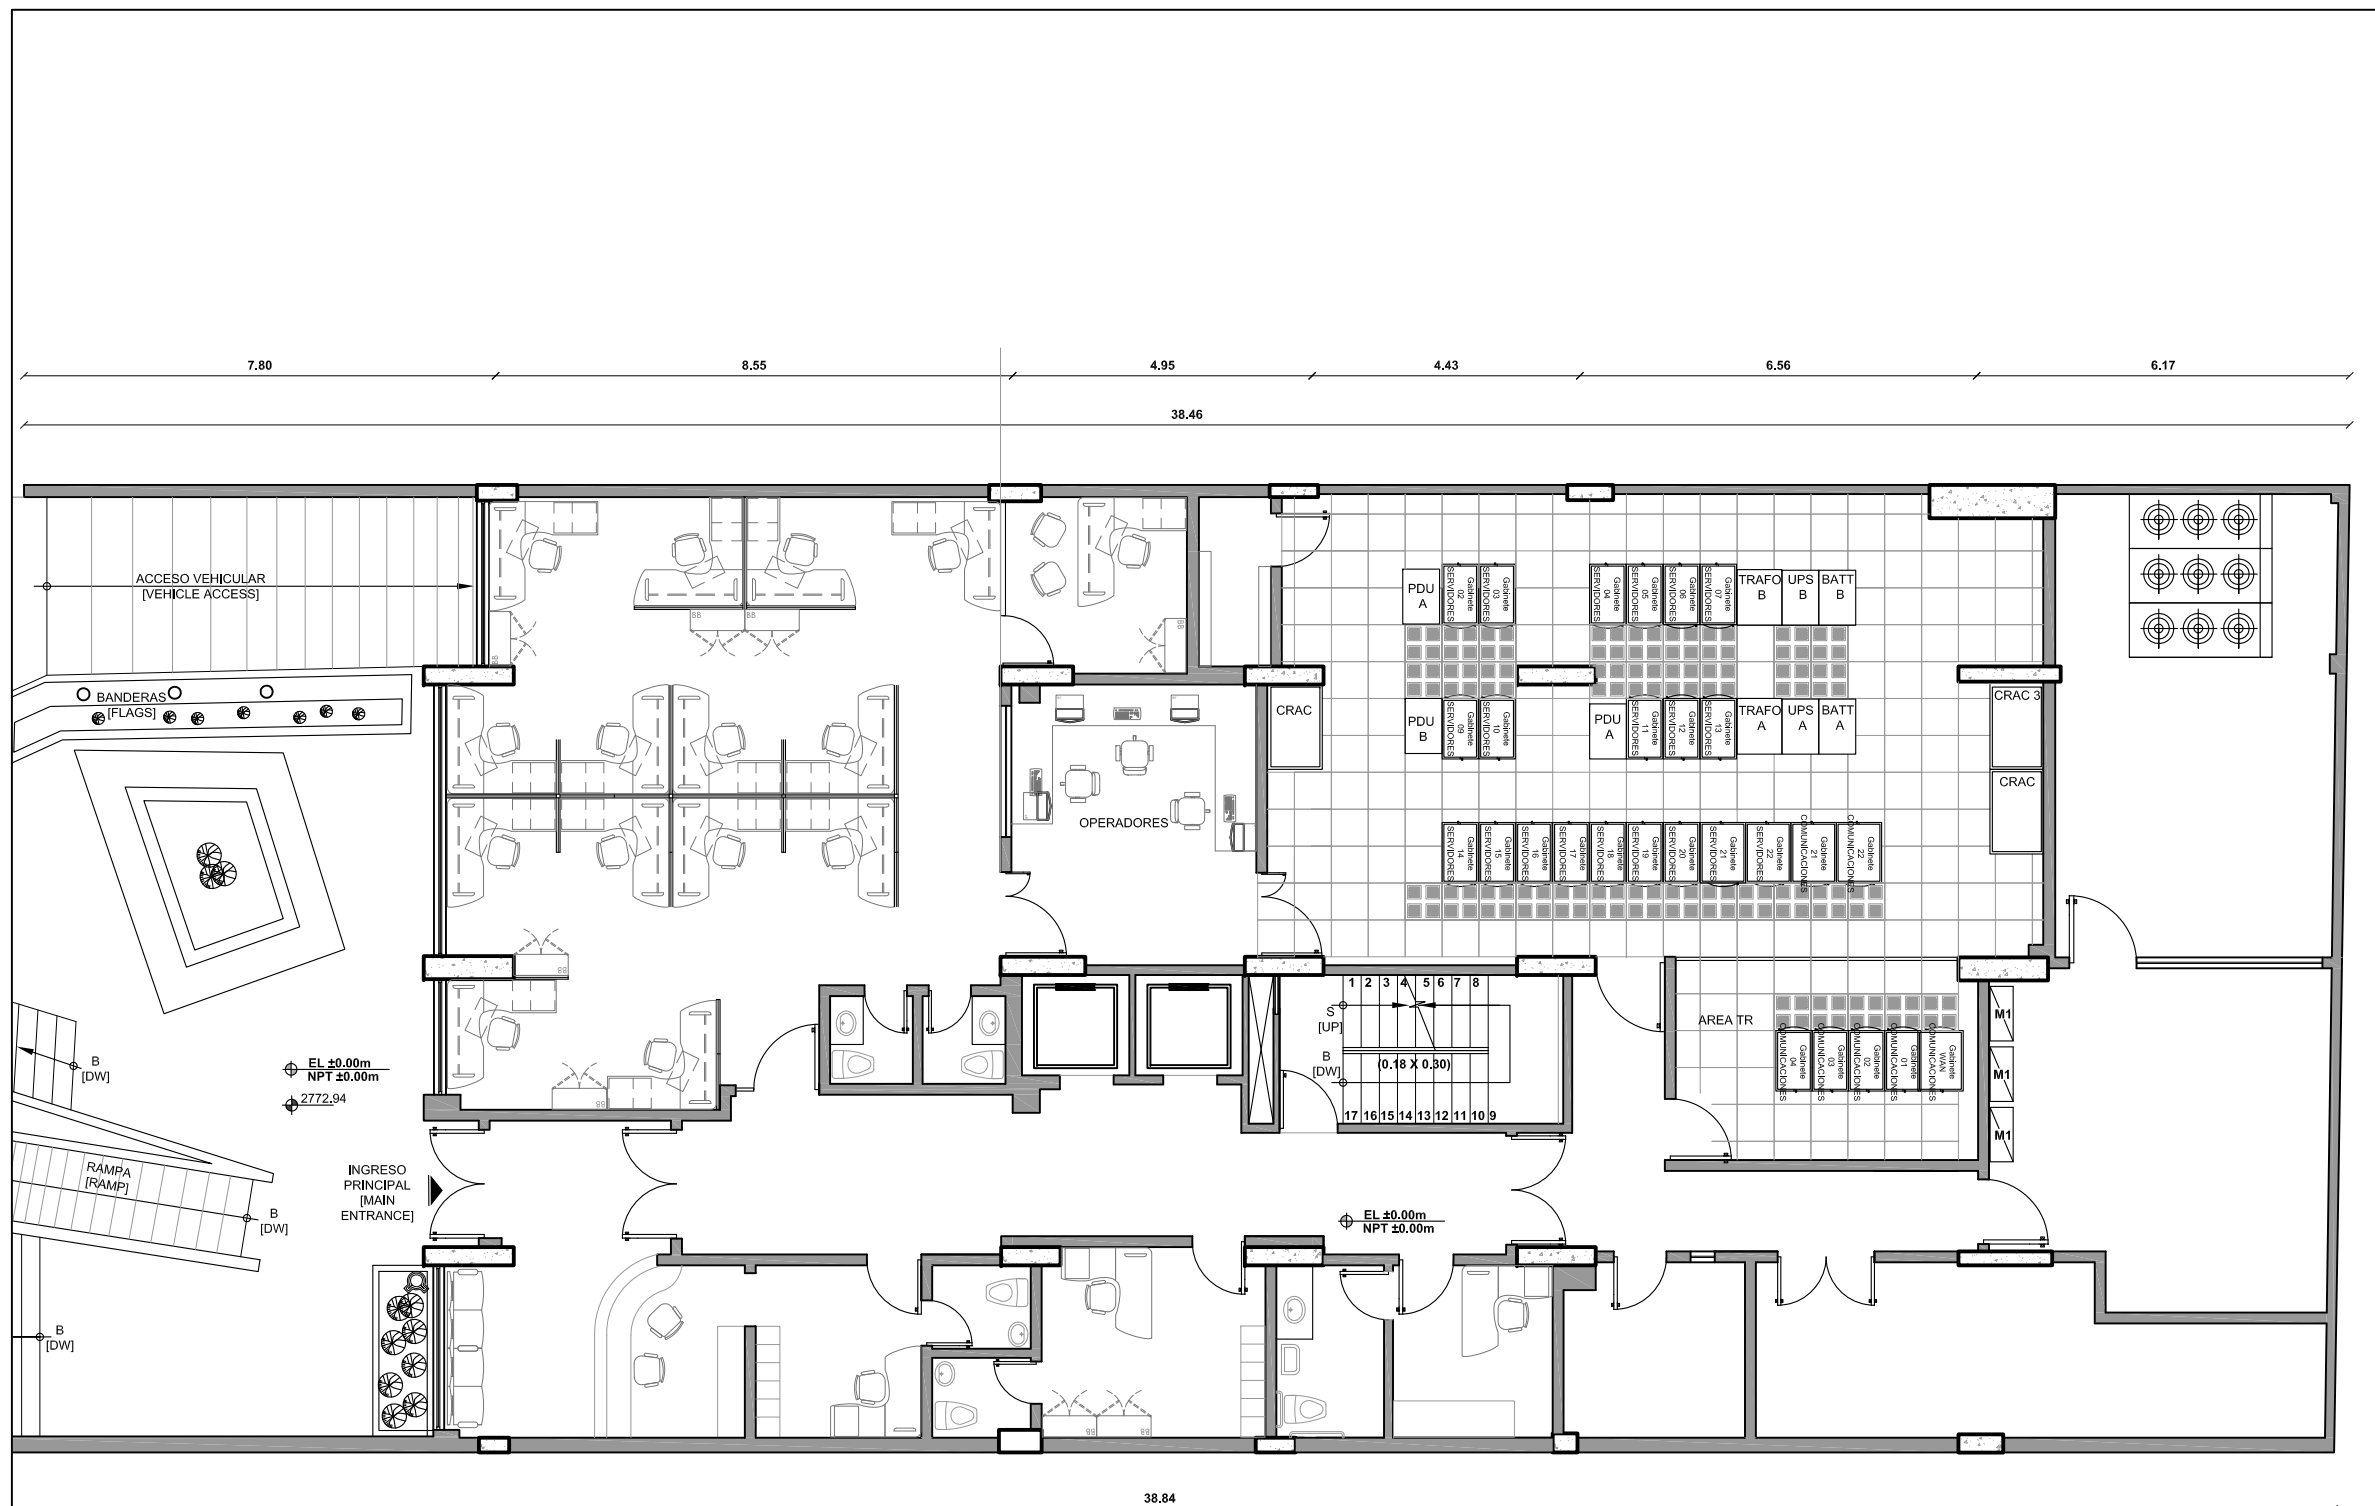 7.80
8.55
4.95
4.43
6.56
6.17
38.46
ACCESO VEHICULAR
[VEHICLE ACCESS]
BANDERAS
[FLAGS]
PDU
A
Gabinete
02
SERVIDORES
Gabinete
03
SERVIDORES
Gabinete
04
SERVIDORES
Gabinete
05
SERVIDORES
Gabinete
06
SERVIDORES
Gabinete
07
SERVIDORES
TRAFO
B
UPS
B
BATT
B
CRAC
PDU
B
Gabinete
09
SERVIDORES
Gabinete
10
SERVIDORES
PDU
A
Gabinete
11
SERVIDORES
Gabinete
12
SERVIDORES
Gabinete
13
SERVIDORES
TRAFO
A
UPS
A
BATT
A
CRAC 3
CRAC
OPERADORES
Gabinete
14
SERVIDORES
Gabinete
15
SERVIDORES
Gabinete
16
SERVIDORES
Gabinete
17
SERVIDORES
Gabinete
18
SERVIDORES
Gabinete
19
SERVIDORES
Gabinete
20
SERVIDORES
Gabinete
21
SERVIDORES
Gabinete
22
SERVIDORES
Gabinete
21
COMUNICACIONES
Gabinete
22
COMUNICACIONES
1 2 3 4 5 6 7 8
S
[UP]
B
[DW]
(0.18 X 0.30)
17 16 15 14 13 12 11 10 9
AREA TR
Gabinete
04
COMUNICACIONES
Gabinete
03
COMUNICACIONES
Gabinete
02
COMUNICACIONES
Gabinete
01
COMUNICACIONES
Gabinete
WAN
COMUNICACIONES
M1
M1
M1
B
[DW]
EL ±0.00m
NPT ±0.00m
2772.94
RAMPA
[RAMP]
B
[DW]
INGRESO
PRINCIPAL
[MAIN
ENTRANCE]
EL ±0.00m
NPT ±0.00m
B
[DW]
38.84